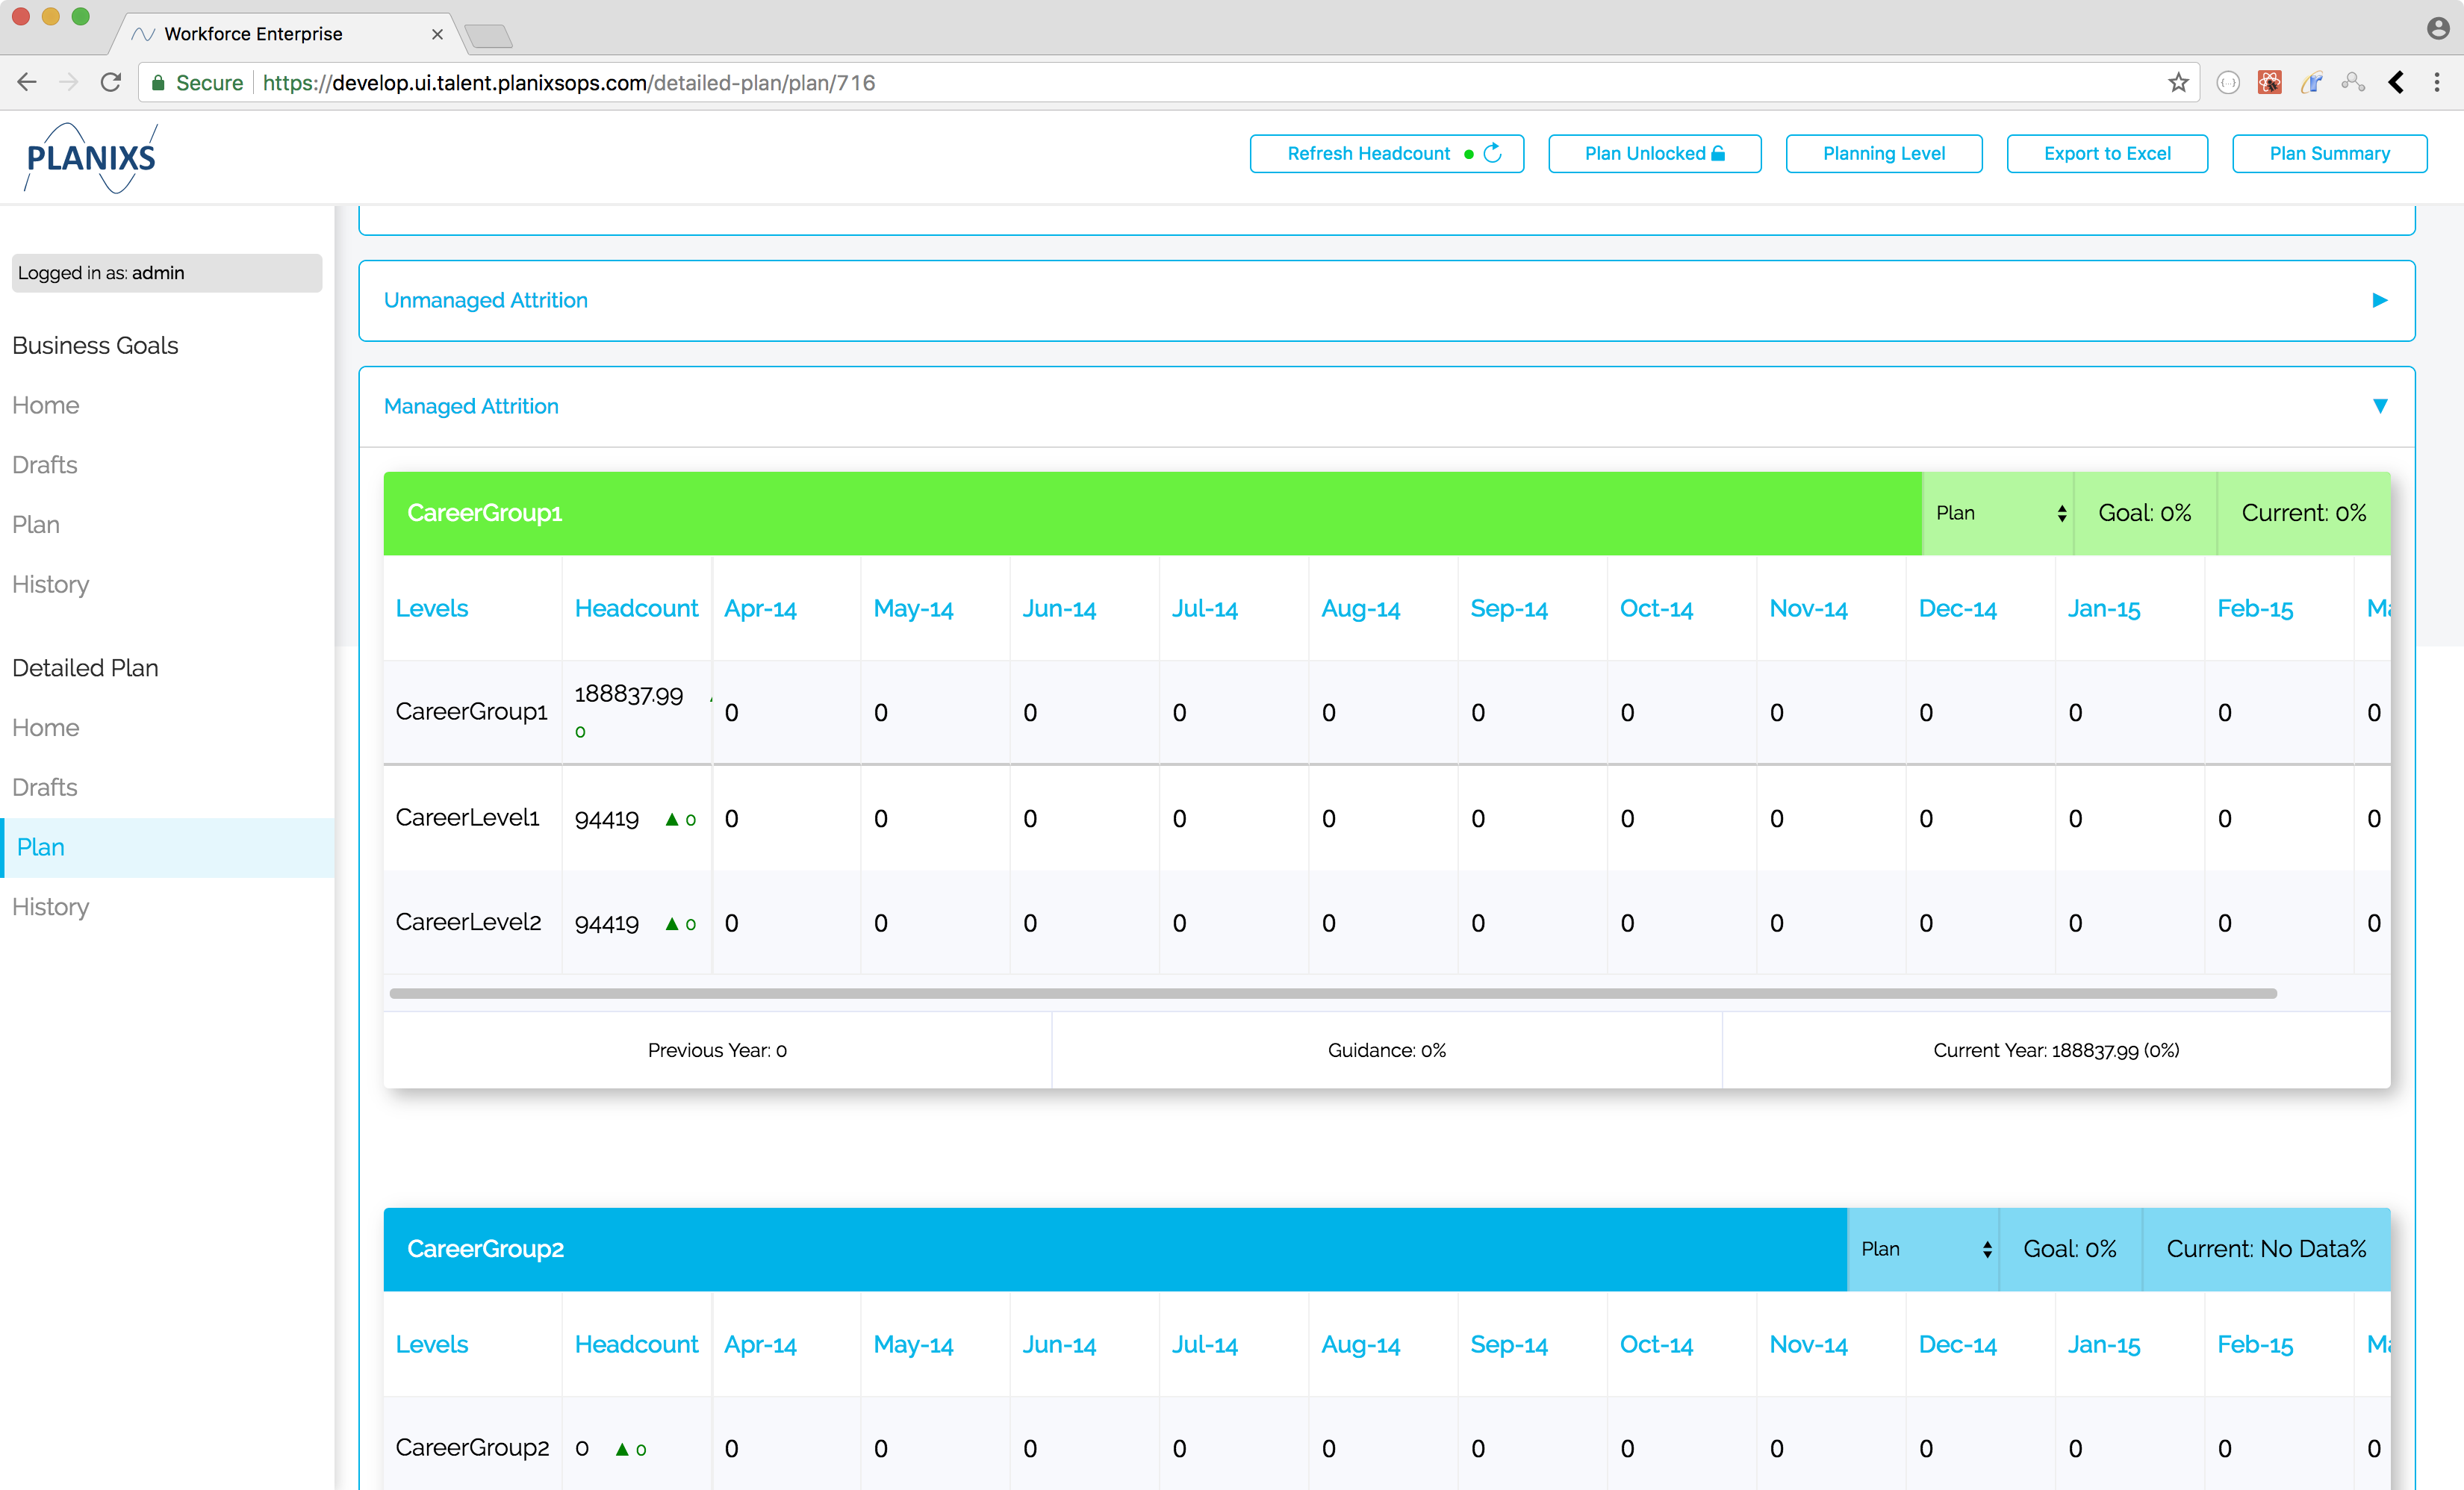 Workforce Enterprise
Secure https://develop.ui.talent.planixsops.com/detailed-plan/plan/716
PLANIXS
Refresh Headcount Plan Unlocked Planning Level Export to Excel Plan Summary
Logged in as: admin
Business Goals
Home
Drafts
Plan
History
Detailed Plan
Home
Drafts
Plan
History
Unmanaged Attrition
Managed Attrition
CareerGroup1 Plan Goal: 0% Current: 0%
Levels Headcount Apr-14 May-14 Jun-14 Jul-14 Aug-14 Sep-14 Oct-14 Nov-14 Dec-14 Jan-15 Feb-15
CareerGroup1 188837.99 0 0 0 0 0 0 0 0 0 0 0 0
0
CareerLevel1 94419 ▲ 0 0 0 0 0 0 0 0 0 0 0 0 0
CareerLevel2 94419 ▲ 0 0 0 0 0 0 0 0 0 0 0 0 0
Previous Year: 0 Guidance: 0% Current Year: 188837.99 (0%)
CareerGroup2 Plan Goal: 0% Current: No Data%
Levels Headcount Apr-14 May-14 Jun-14 Jul-14 Aug-14 Sep-14 Oct-14 Nov-14 Dec-14 Jan-15 Feb-15
CareerGroup2 0 ▲ 0 0 0 0 0 0 0 0 0 0 0 0 0